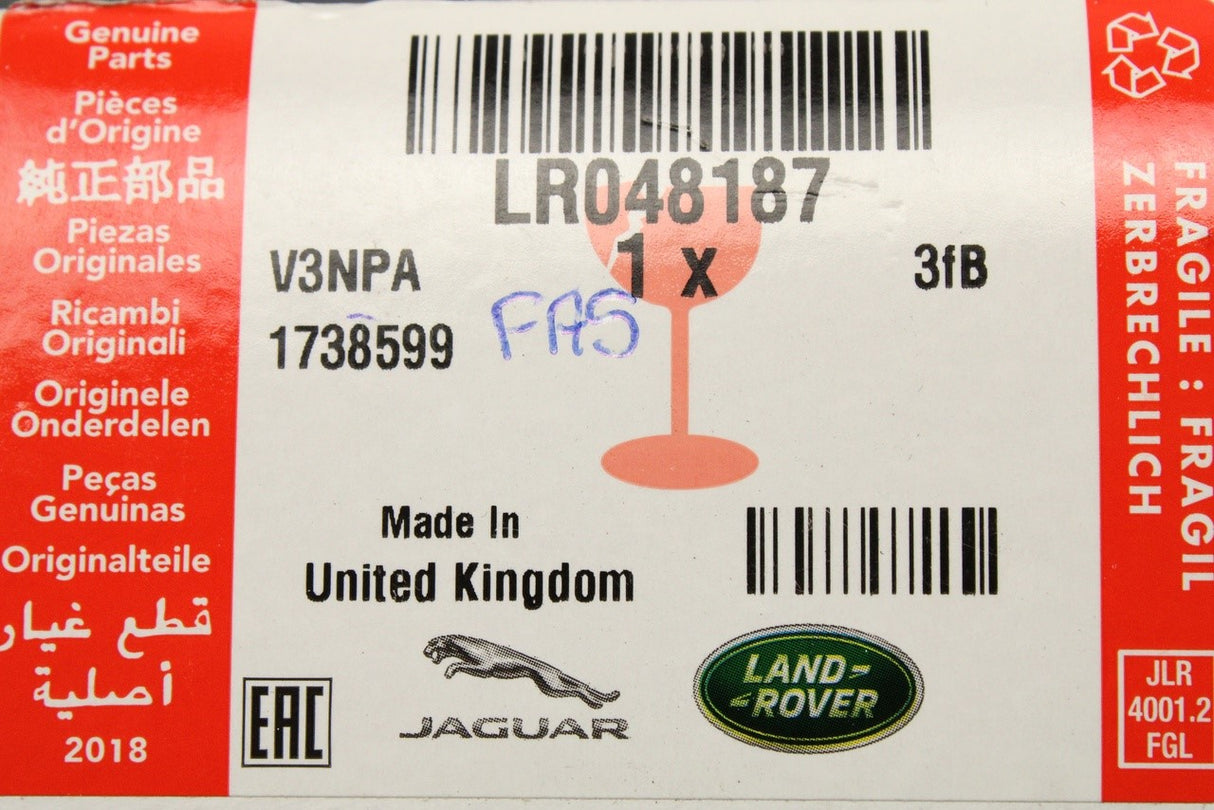 Genuine
Parts
Pièces
d'Origine
純正部品
Piezas
Originales
Ricambi
Originali
Originele
Onderdelen
Peças
Genuinas
Originalteile
قطع غيار
أصلية
2018
LR048187
V3NPA
1 x
3fB
1738599
FAS
Made In
United Kingdom
EAC
JAGUAR
LAND-
-ROVER
FRAGILE : FRAGIL
ZERBRECHLICH
JLR
4001.2
FGL